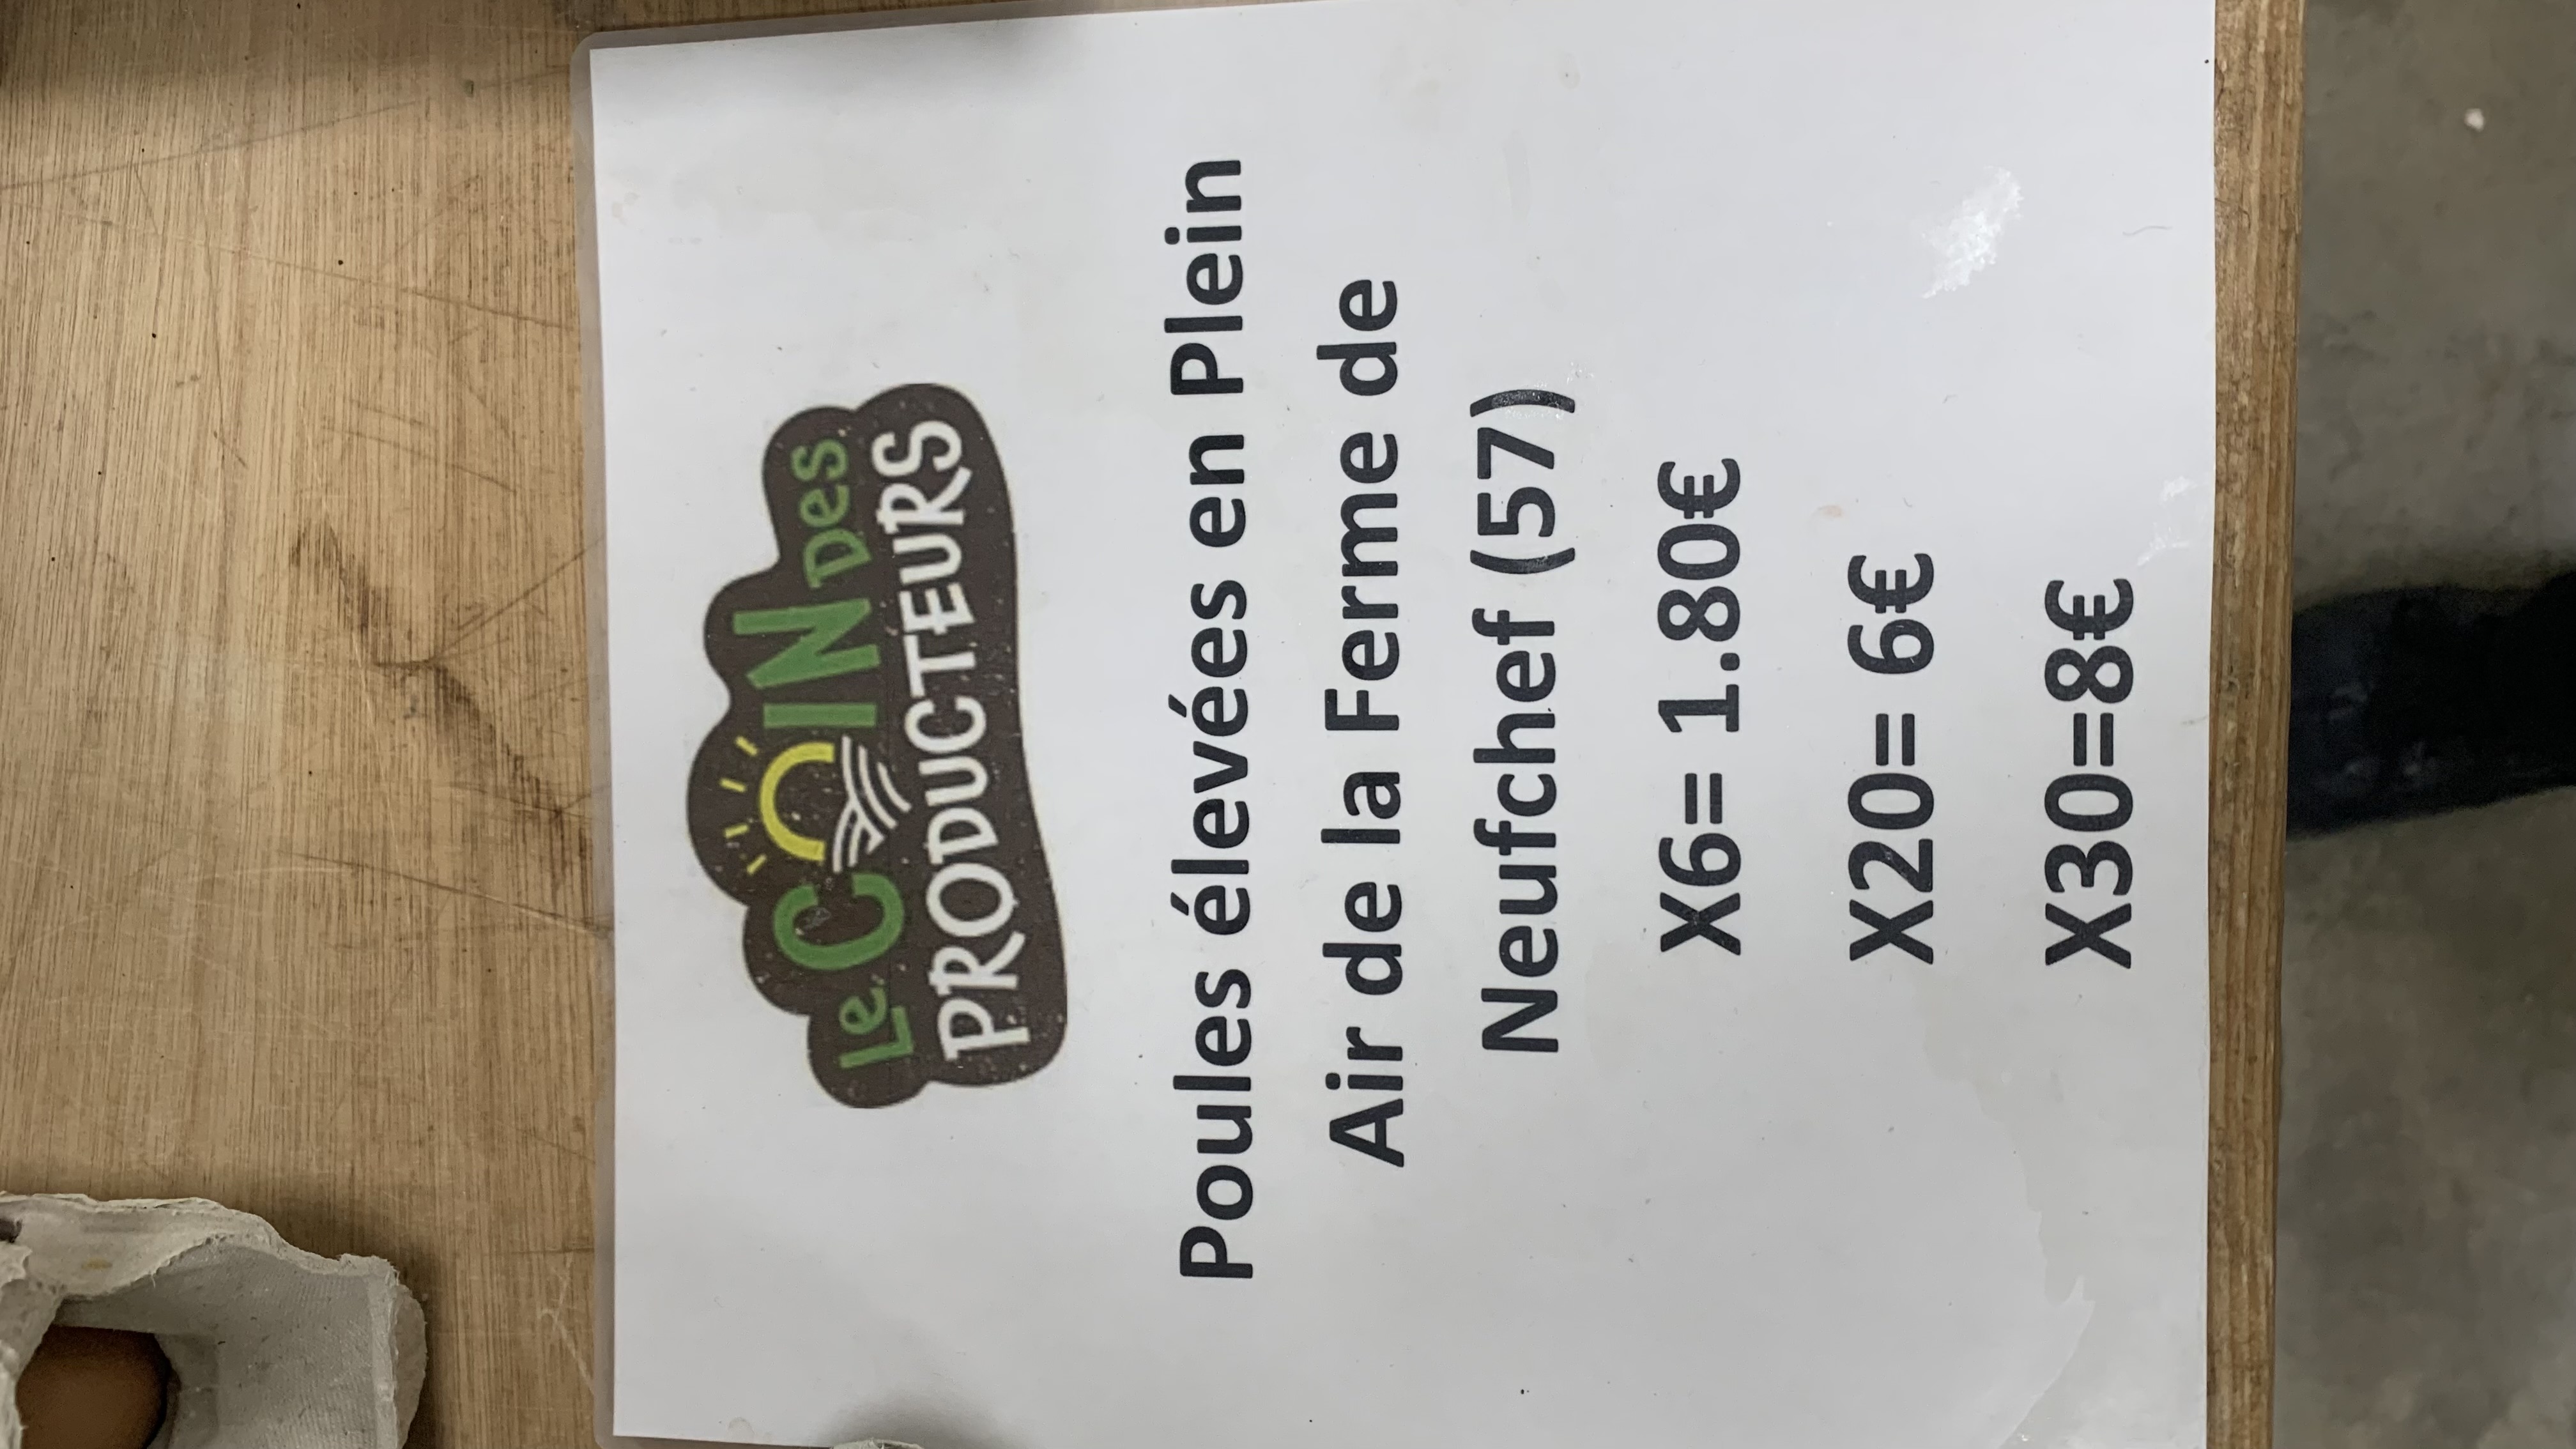 Le COIN Des
PRODUCTEURS
Poules élevées en Plein
Air de la Ferme de
Neufchef (57)
X6= 1.80€
X20= 6€
X30=8€